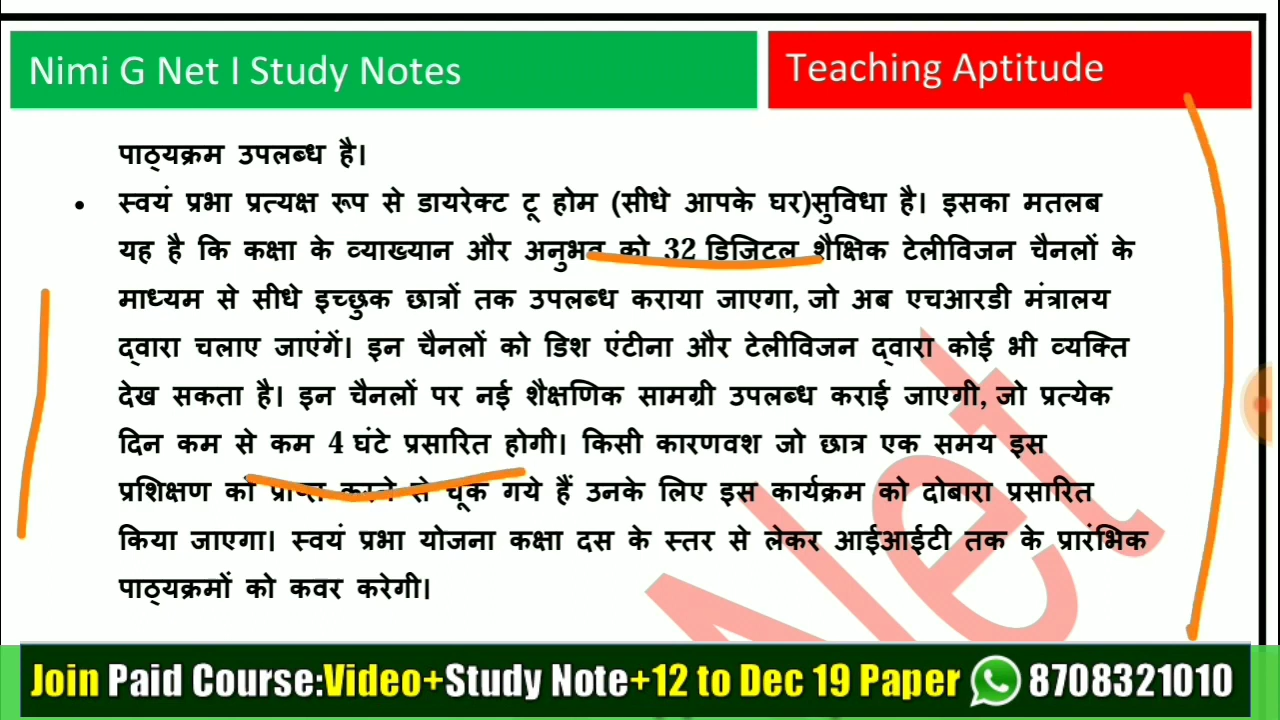 Nimi G Net I Study Notes
Teaching Aptitude
पाठ्यक्रम उपलब्ध है।
• स्वयं प्रभा प्रत्यक्ष रूप से डायरेक्ट टू होम (सीधे आपके घर)सुविधा है। इसका मतलब
यह है कि कक्षा के व्याख्यान और अनुभव को 32 डिजिटल शैक्षिक टेलीविजन चैनलों के
माध्यम से सीधे इच्छुक छात्रों तक उपलब्ध कराया जाएगा, जो अब एचआरडी मंत्रालय
द्वारा चलाए जाएंगें। इन चैनलों को डिश एंटीना और टेलीविजन द्वारा कोई भी व्यक्ति
देख सकता है। इन चैनलों पर नई शैक्षणिक सामग्री उपलब्ध कराई जाएगी, जो प्रत्येक
दिन कम से कम 4 घंटे प्रसारित होगी। किसी कारणवश जो छात्र एक समय इस
प्रशिक्षण को प्राप्त करने से चूक गये हैं उनके लिए इस कार्यक्रम को दोबारा प्रसारित
किया जाएगा। स्वयं प्रभा योजना कक्षा दस के स्तर से लेकर आईआईटी तक के प्रारंभिक
पाठ्यक्रमों को कवर करेगी।
Net
Join Paid Course:Video+Study Note+12 to Dec 19 Paper 8708321010